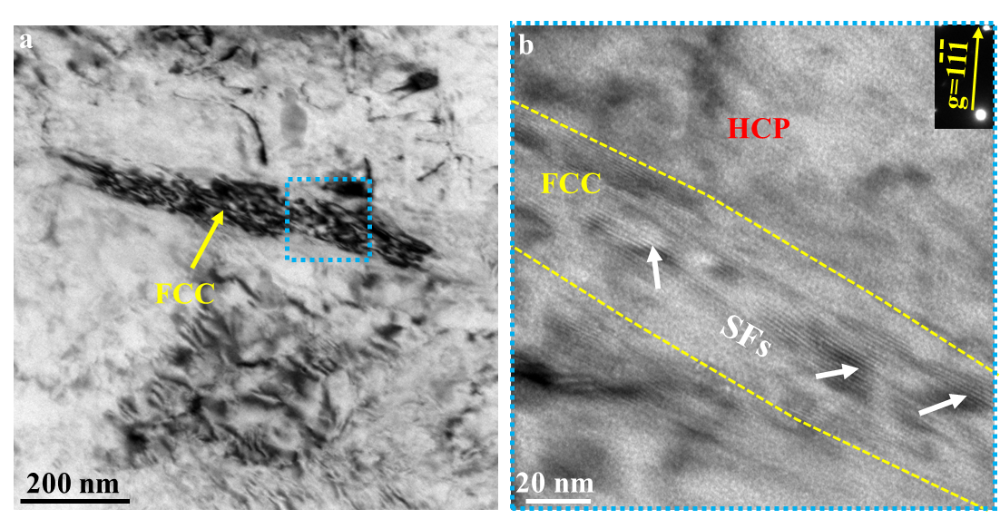 a
FCC
200 nm
b
g=11̄1̄
HCP
FCC
SFs
20 nm